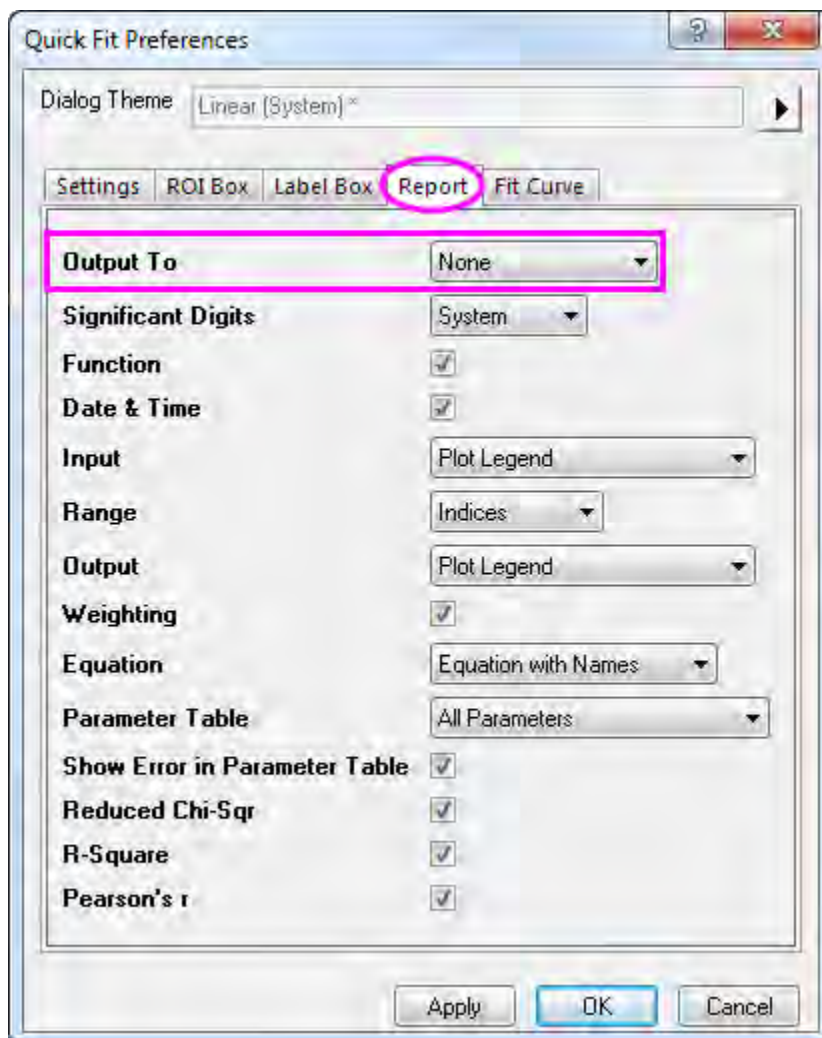 Quick Fit Preferences
Dialog Theme Linear (System) *
Settings ROI Box Label Box Report Fit Curve
Output To None
Significant Digits System
Function
Date & Time
Input Plot Legend
Range Indices
Output Plot Legend
Weighting
Equation Equation with Names
Parameter Table All Parameters
Show Error in Parameter Table
Reduced Chi-Sqr
R-Square
Pearson's r
Apply OK Cancel